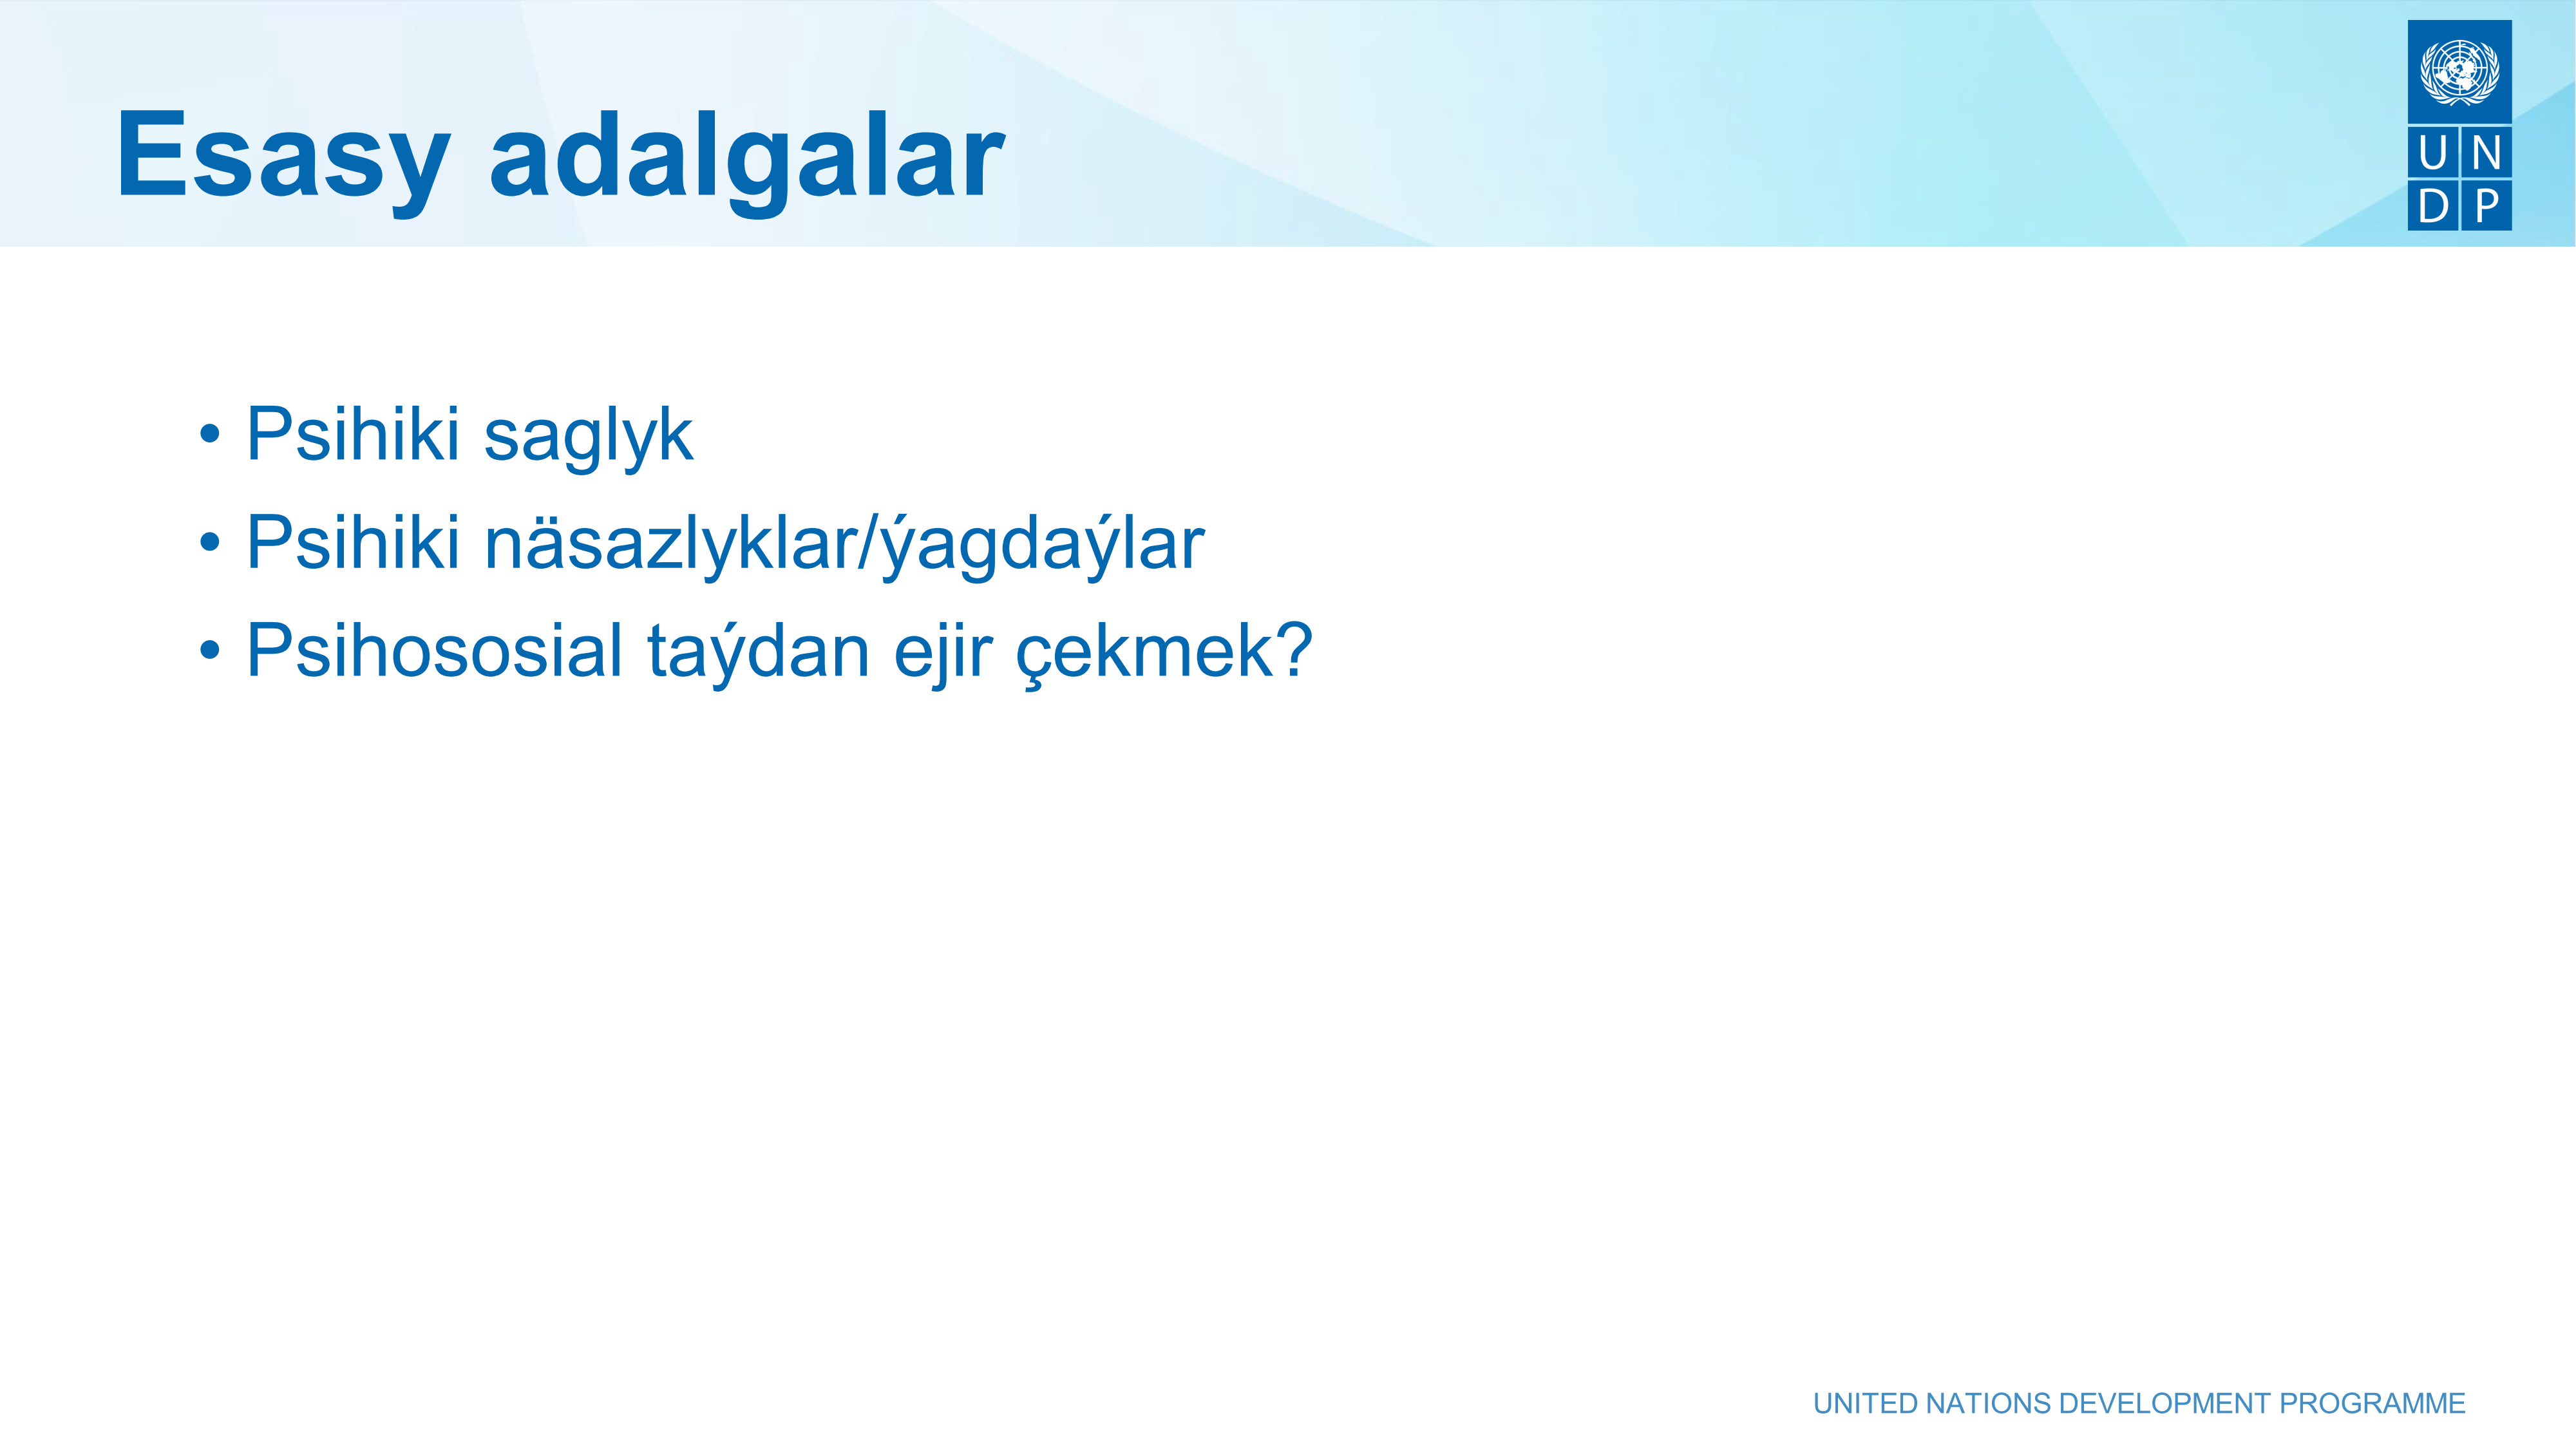 Esasy adalgalar
U N
D P
• Psihiki saglyk
• Psihiki näsazlyklar/ýagdaýlar
• Psihososial taýdan ejir çekmek?
UNITED NATIONS DEVELOPMENT PROGRAMME